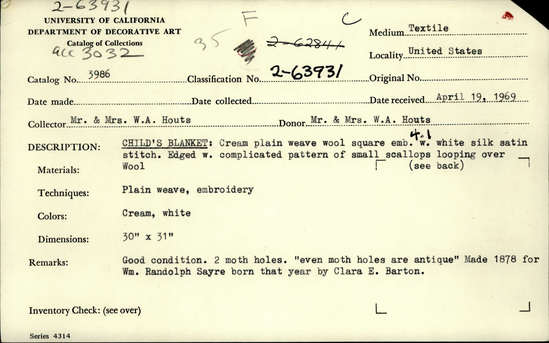 2-63931
UNIVERSITY OF CALIFORNIA
DEPARTMENT OF DECORATIVE ART
Catalog of Collections
acc 3032
35 F C
2-62841
Medium Textile
Locality United States
Catalog No. 3986 Classification No. 2-63931 Original No.
Date made Date collected Date received April 19, 1969
Collector Mr. & Mrs. W.A. Houts Donor Mr. & Mrs. W.A. Houts
4-1
DESCRIPTION: CHILD'S BLANKET: Cream plain weave wool square emb. w. white silk satin
stitch. Edged w. complicated pattern of small scallops looping over
Materials: Wool (see back)
Techniques: Plain weave, embroidery
Colors: Cream, white
Dimensions: 30" x 31"
Remarks: Good condition. 2 moth holes. "even moth holes are antique" Made 1878 for
Wm. Randolph Sayre born that year by Clara E. Barton.
Inventory Check: (see over)
Series 4314